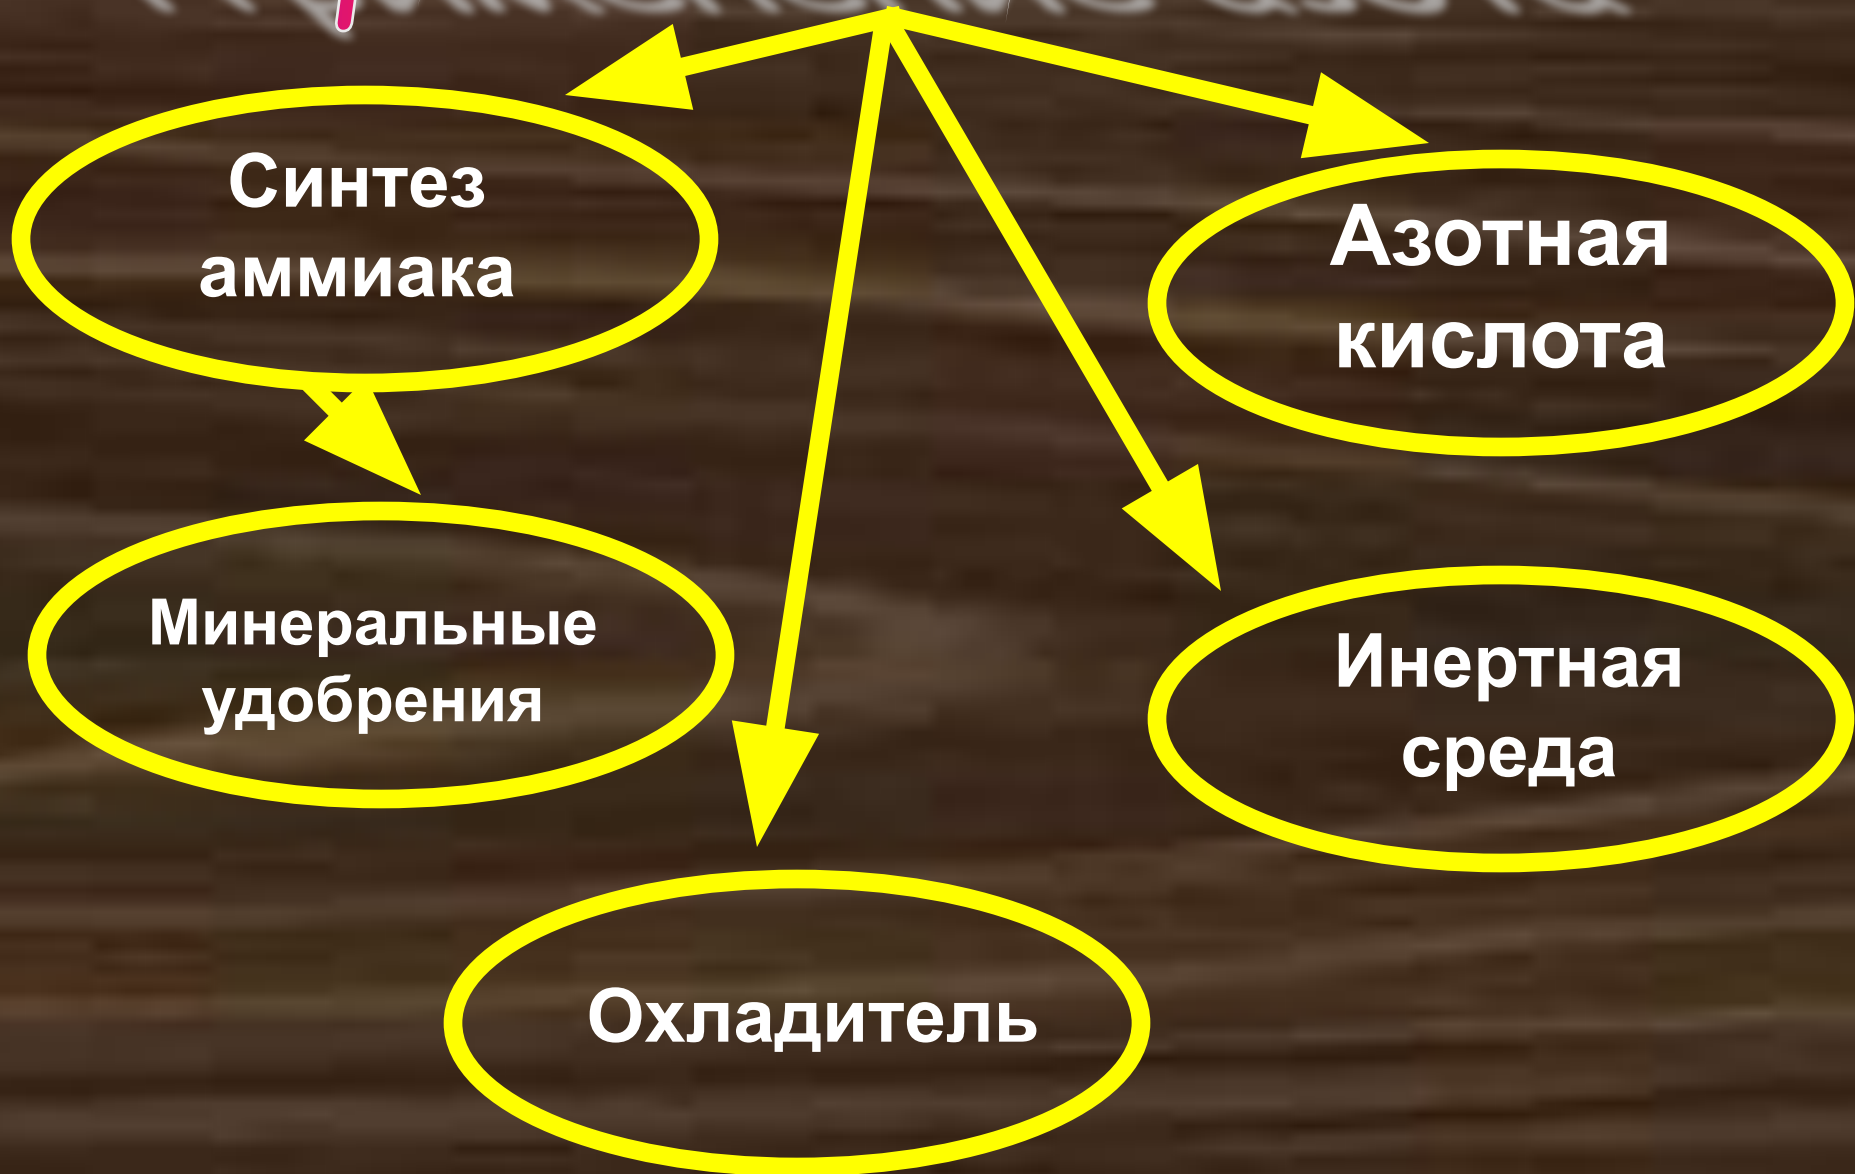 Синтез
аммиака
Азотная
кислота
Минеральные
удобрения
Инертная
среда
Охладитель